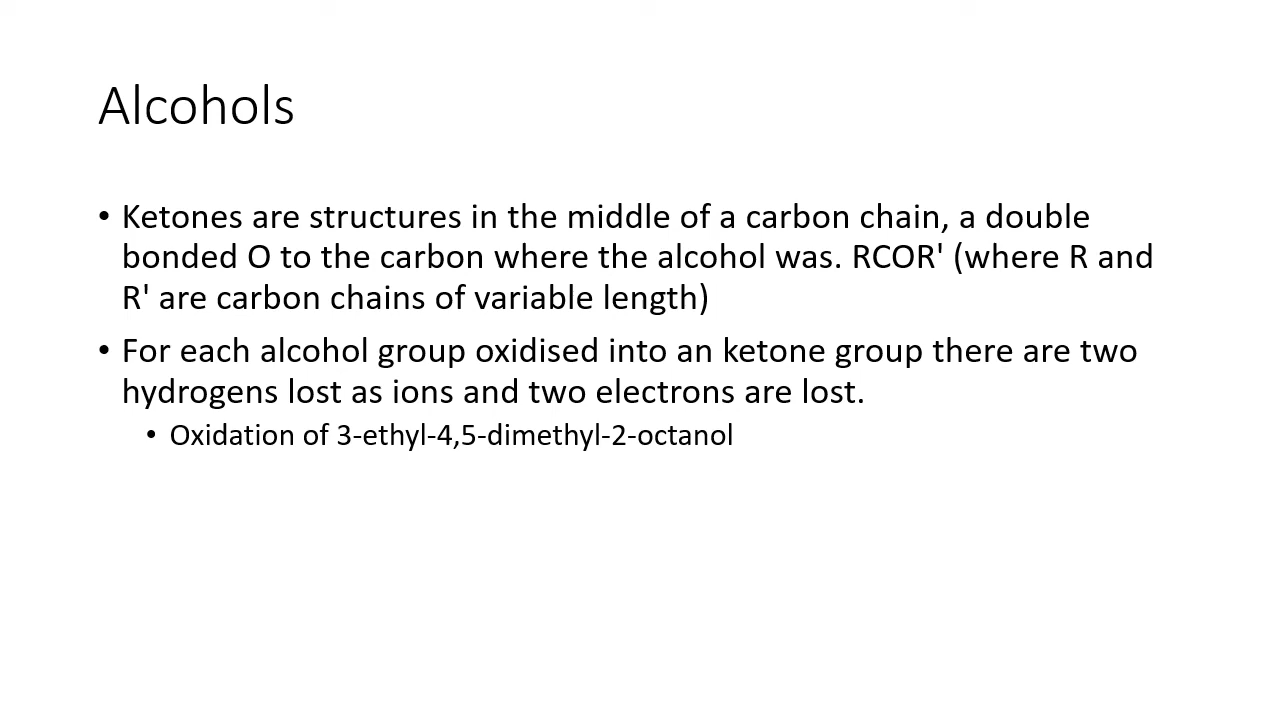 Alcohols
• Ketones are structures in the middle of a carbon chain, a double
bonded O to the carbon where the alcohol was. RCOR' (where R and
R' are carbon chains of variable length)
• For each alcohol group oxidised into an ketone group there are two
hydrogens lost as ions and two electrons are lost.
• Oxidation of 3-ethyl-4,5-dimethyl-2-octanol